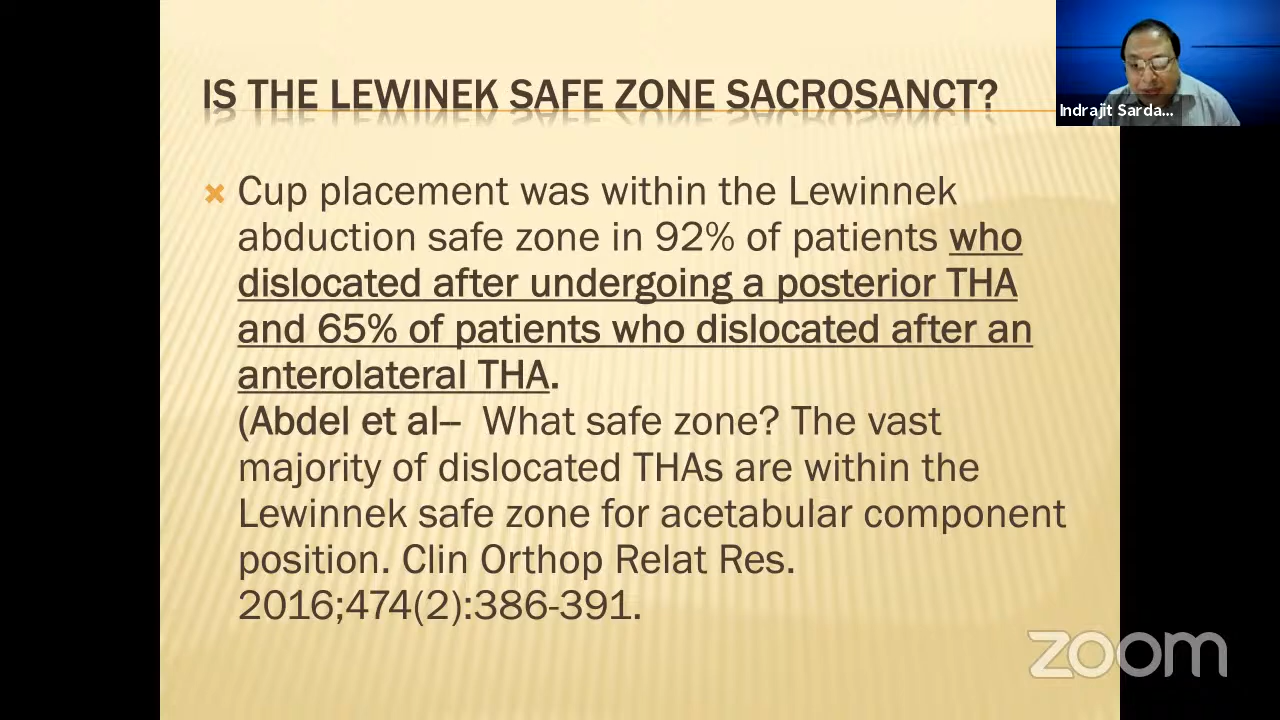 IS THE LEWINEK SAFE ZONE SACROSANCT?
Indrajit Sarda...
Cup placement was within the Lewinnek
abduction safe zone in 92% of patients who
dislocated after undergoing a posterior THA
and 65% of patients who dislocated after an
anterolateral THA.
(Abdel et al— What safe zone? The vast
majority of dislocated THAs are within the
Lewinnek safe zone for acetabular component
position. Clin Orthop Relat Res.
2016;474(2):386-391.
zoom